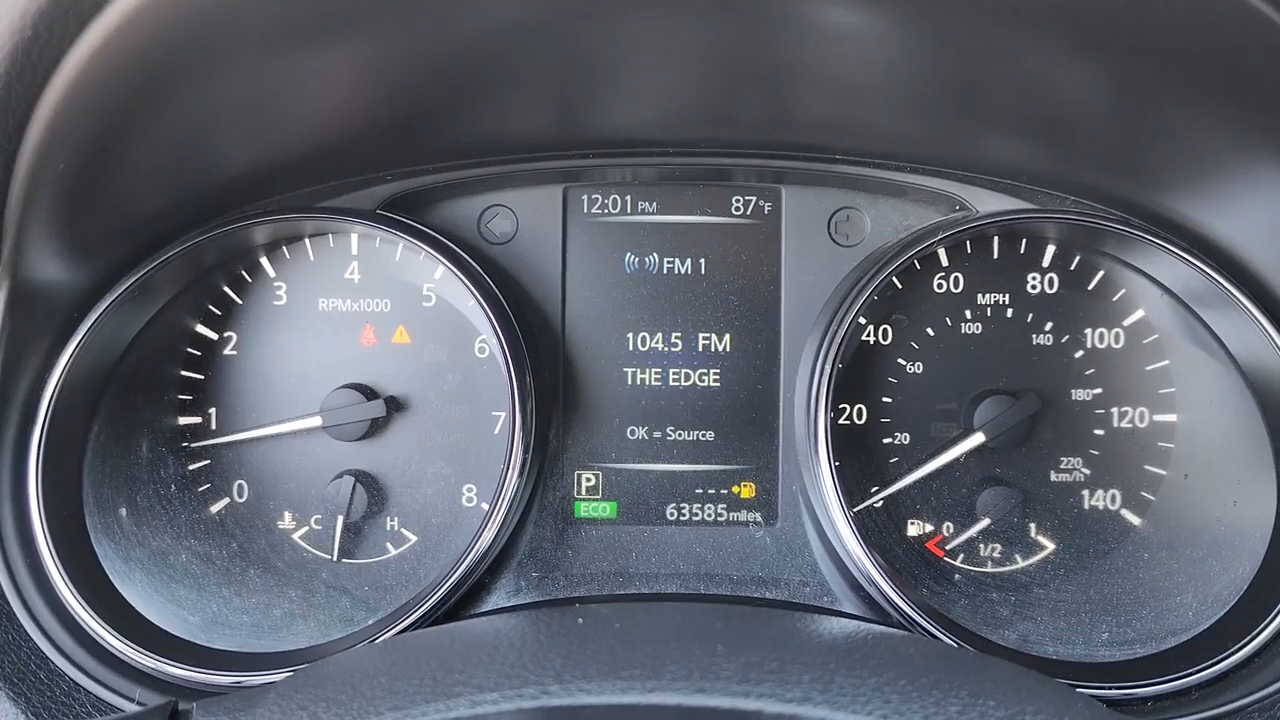 12:01 PM 87°F
FM 1
104.5 FM
THE EDGE
OK = Source
P
---
ECO
63585 miles
0
1
2
3
4
5
6
7
8
RPMx1000
C H
20
40
60
80
100
120
140
MPH
20
60
100
140
180
220
km/h
0 1/2 1